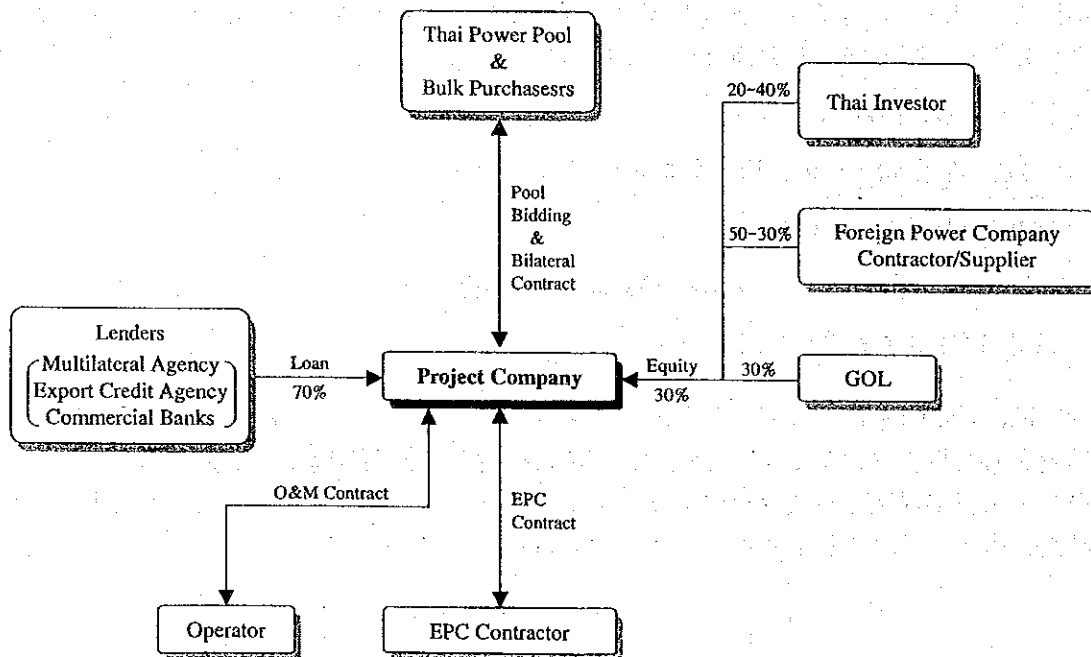 Thai Power Pool
&
Bulk Purchasesrs
20~40%
Thai Investor
Pool
Bidding
&
Bilateral
Contract
50~30%
Foreign Power Company
Contractor/Supplier
Lenders
Multilateral Agency
Export Credit Agency
Commercial Banks
Loan
70%
Project Company
Equity
30%
30%
GOL
O&M Contract
EPC
Contract
Operator
EPC Contractor